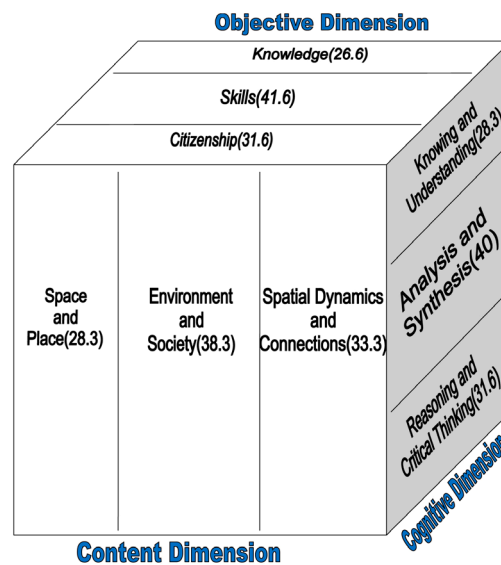 Objective Dimension
Knowledge(26.6)
Skills(41.6)
Citizenship(31.6)
Knowing and
Understanding(28.3)
Analysis and
Synthesis(40)
Reasoning and
Critical Thinking(31.6)
Space
and
Place(28.3)
Environment
and
Society(38.3)
Spatial Dynamics
and
Connections(33.3)
Cognitive Dimension
Content Dimension